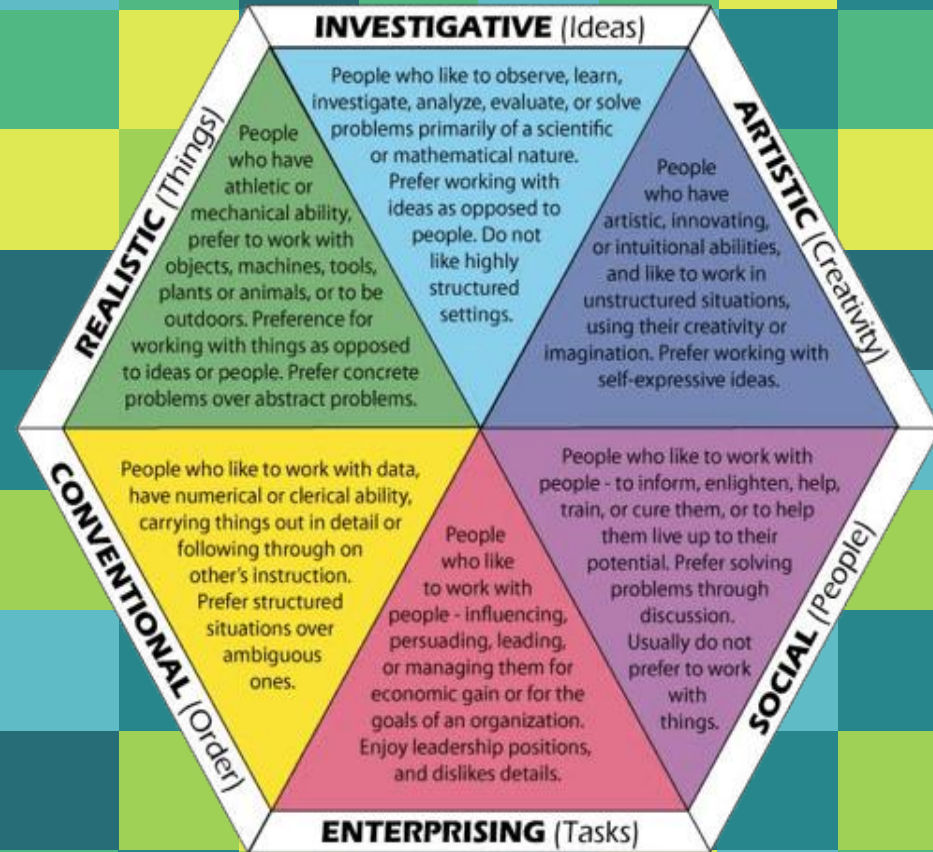 INVESTIGATIVE (Ideas)
People who like to observe, learn,
investigate, analyze, evaluate, or solve
problems primarily of a scientific
or mathematical nature.
Prefer working with
ideas as opposed to
people. Do not
like highly
structured
settings.
ARTISTIC (Creativity)
People
who have
artistic, innovating,
or intuitional abilities,
and like to work in
unstructured situations,
using their creativity or
imagination. Prefer working with
self-expressive ideas.
SOCIAL (People)
People who like to work with
people - to inform, enlighten, help,
train, or cure them, or to help
them live up to their
potential. Prefer solving
problems through
discussion.
Usually do not
prefer to work
with
things.
ENTERPRISING (Tasks)
People
who like
to work with
people - influencing,
persuading, leading,
or managing them for
economic gain or for the
goals of an organization.
Enjoy leadership positions,
and dislikes details.
CONVENTIONAL (Order)
People who like to work with data,
have numerical or clerical ability,
carrying things out in detail or
following through on
other's instruction.
Prefer structured
situations over
ambiguous
ones.
REALISTIC (Things)
People
who have
athletic or
mechanical ability,
prefer to work with
objects, machines, tools,
plants or animals, or to be
outdoors. Preference for
working with things as opposed
to ideas or people. Prefer concrete
problems over abstract problems.